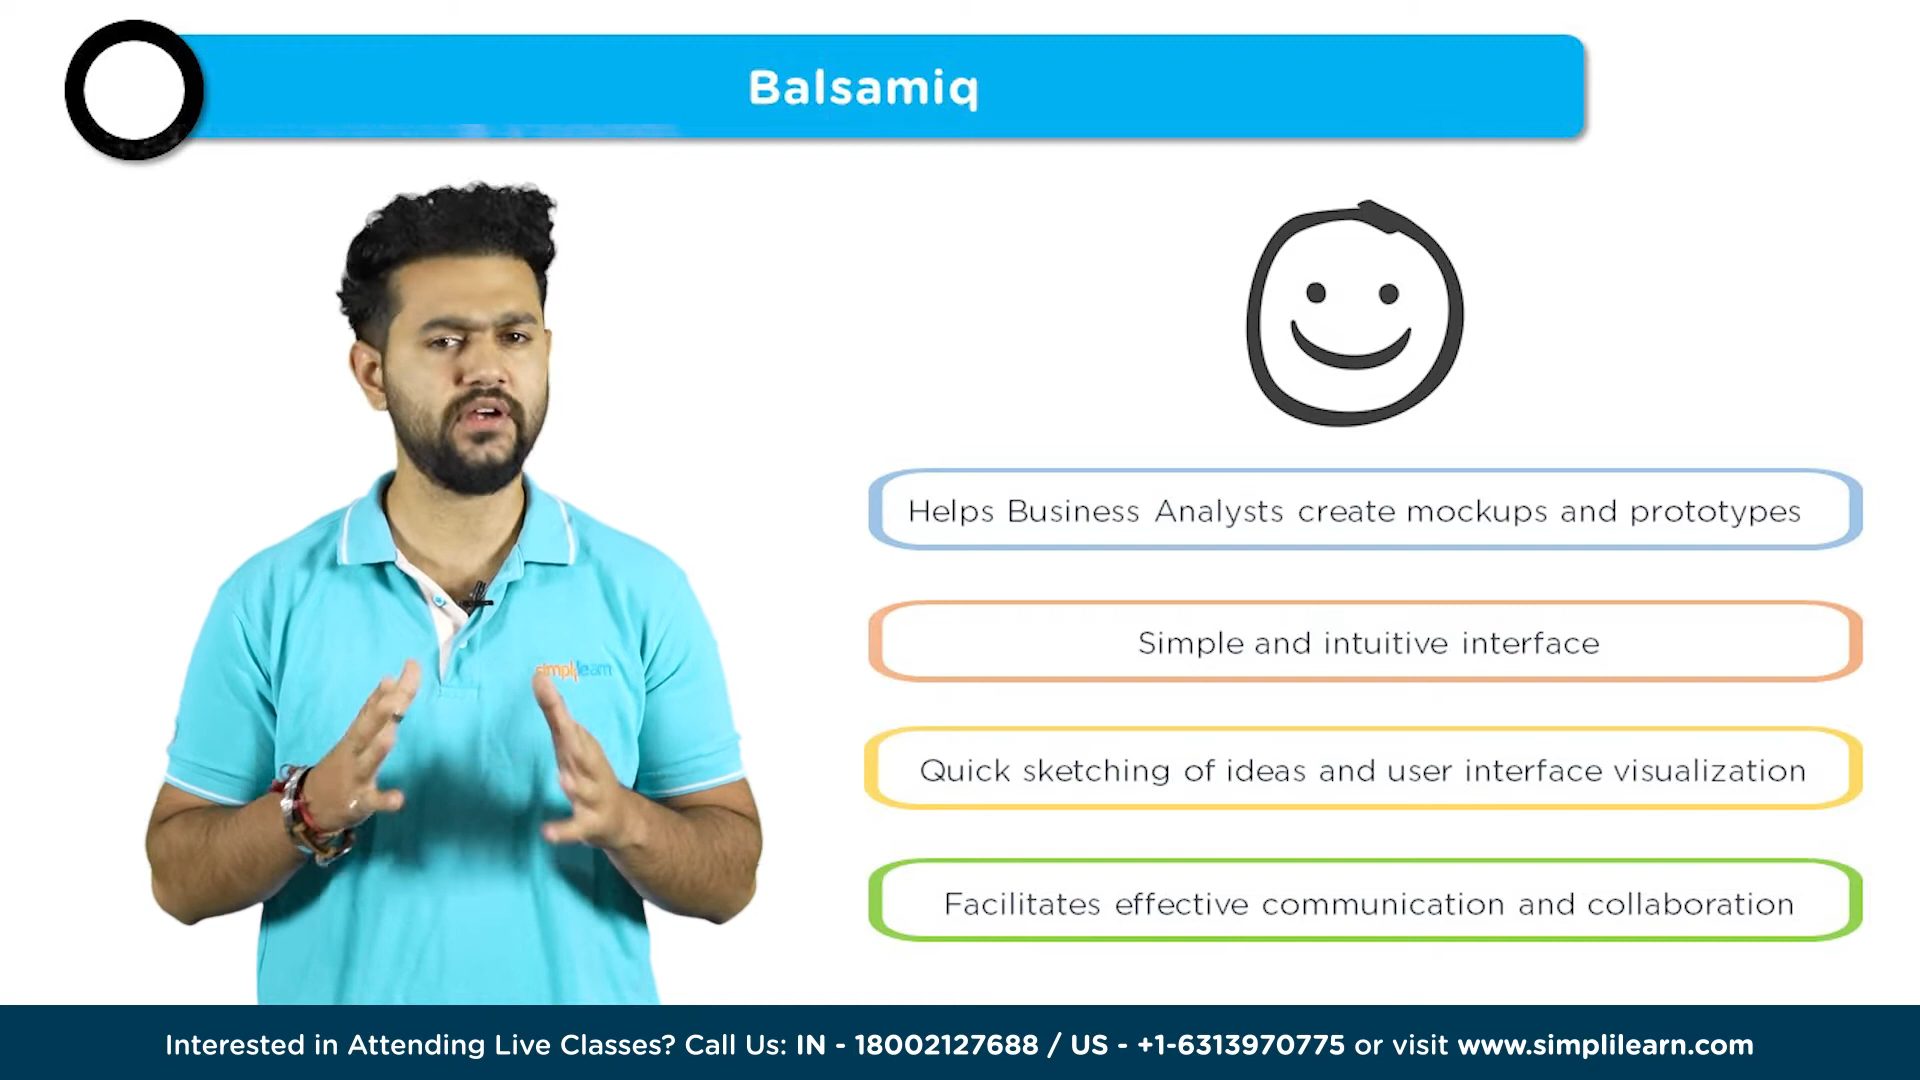 Balsamiq
simplilearn
Helps Business Analysts create mockups and prototypes
Simple and intuitive interface
Quick sketching of ideas and user interface visualization
Facilitates effective communication and collaboration
Interested in Attending Live Classes? Call Us: IN - 18002127688 / US - +1-6313970775 or visit www.simplilearn.com